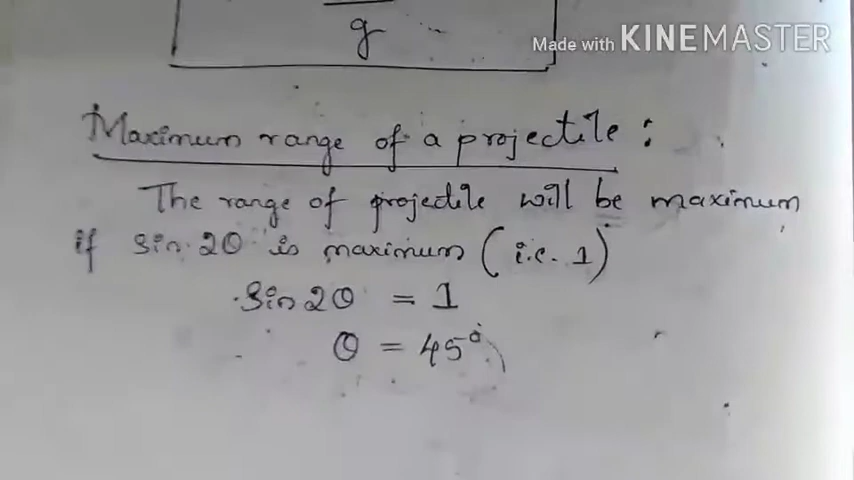 g
Made with KINEMASTER
Maximum range of a projectile :
The range of projectile will be maximum
if sin 2θ is maximum (i.e. 1)
Sin 2θ = 1
θ = 45°